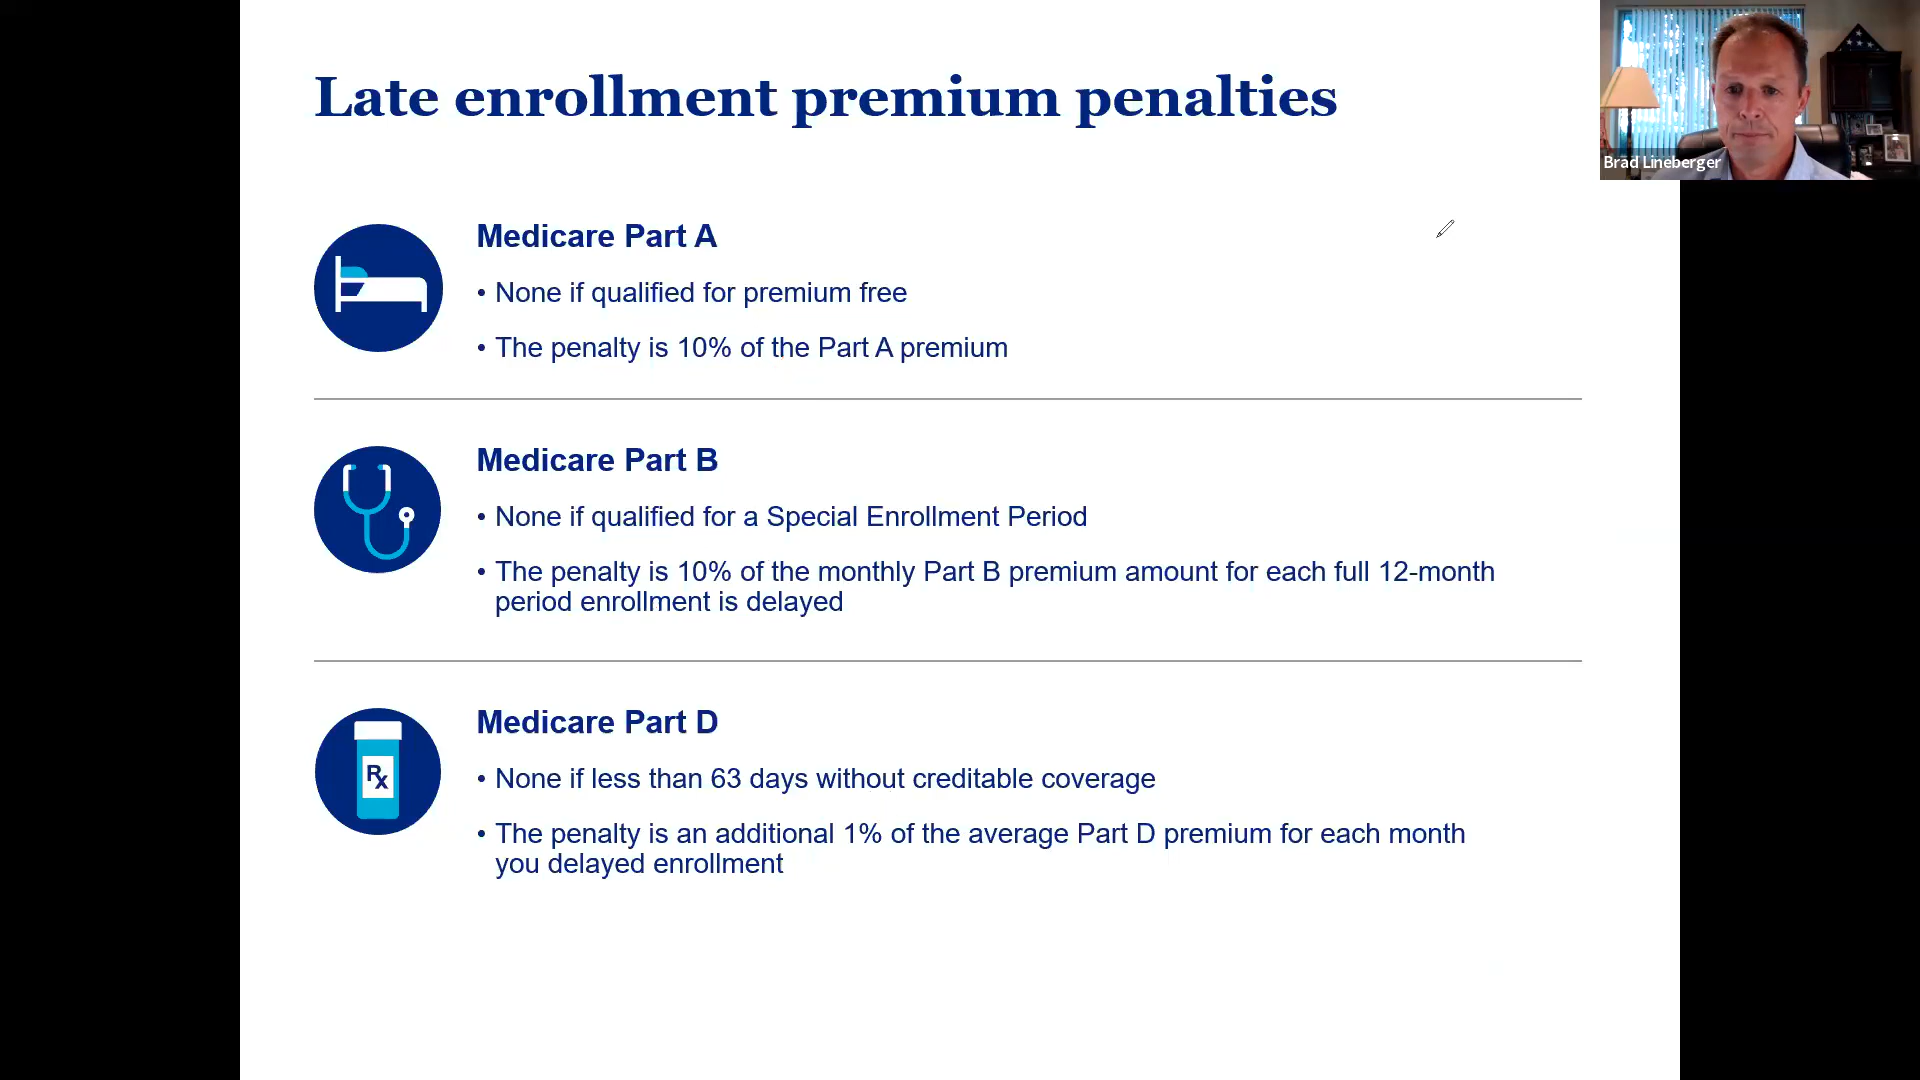 Late enrollment premium penalties
Brad Lineberger
Medicare Part A
• None if qualified for premium free
• The penalty is 10% of the Part A premium
Medicare Part B
• None if qualified for a Special Enrollment Period
• The penalty is 10% of the monthly Part B premium amount for each full 12-month
period enrollment is delayed
Rx
Medicare Part D
• None if less than 63 days without creditable coverage
• The penalty is an additional 1% of the average Part D premium for each month
you delayed enrollment